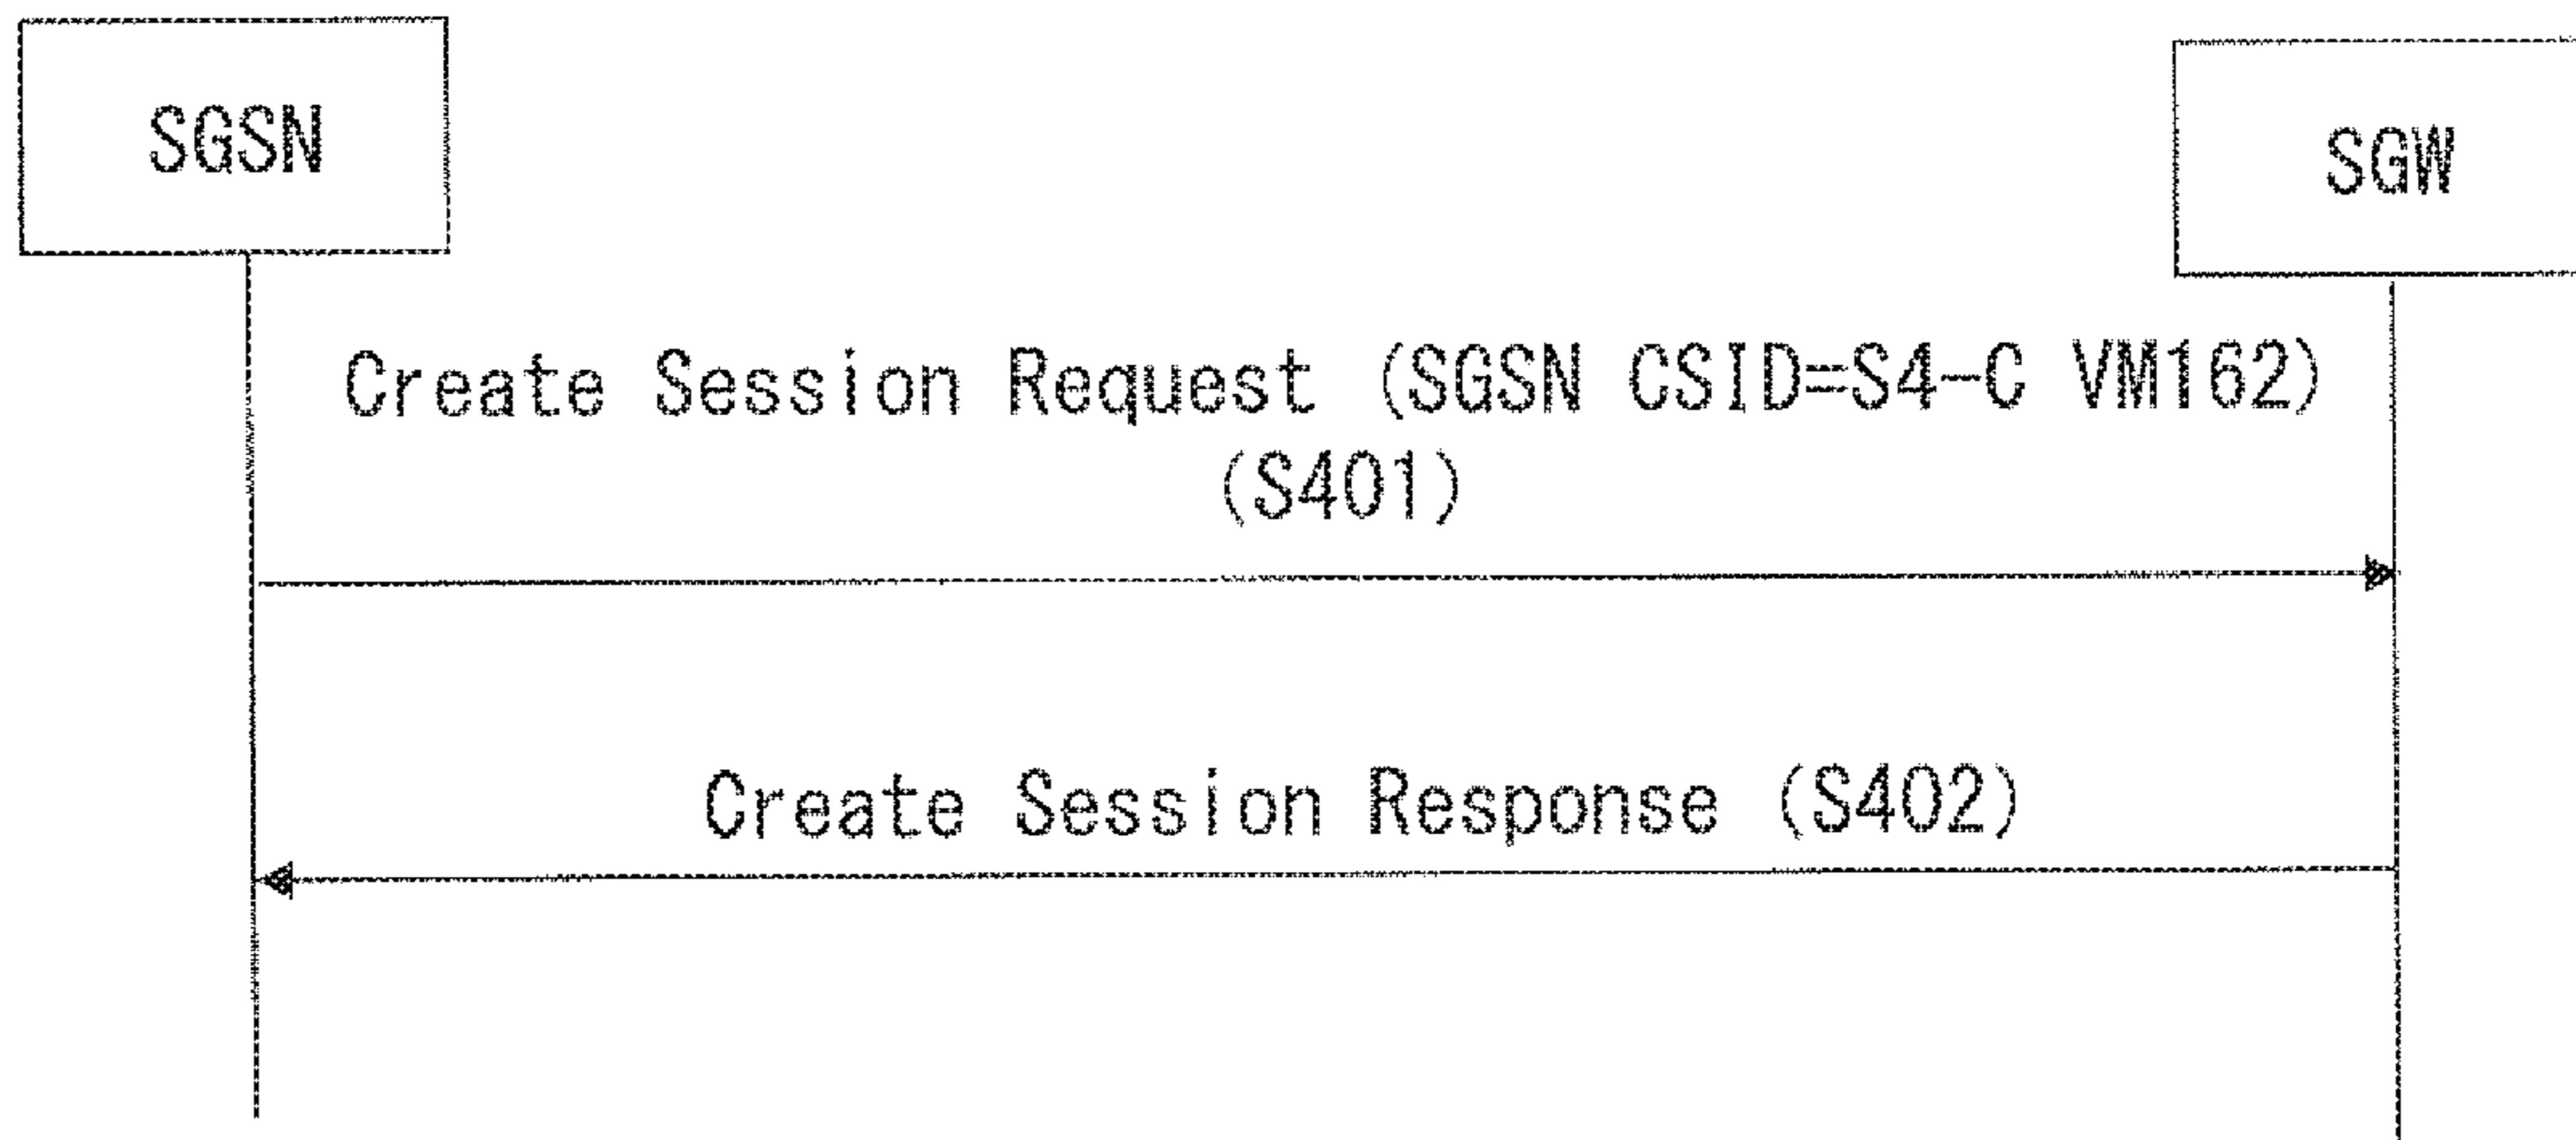 SGSN
SGW
Create Session Request (SGSN CSID=S4-C VM162)
(S401)
Create Session Response (S402)